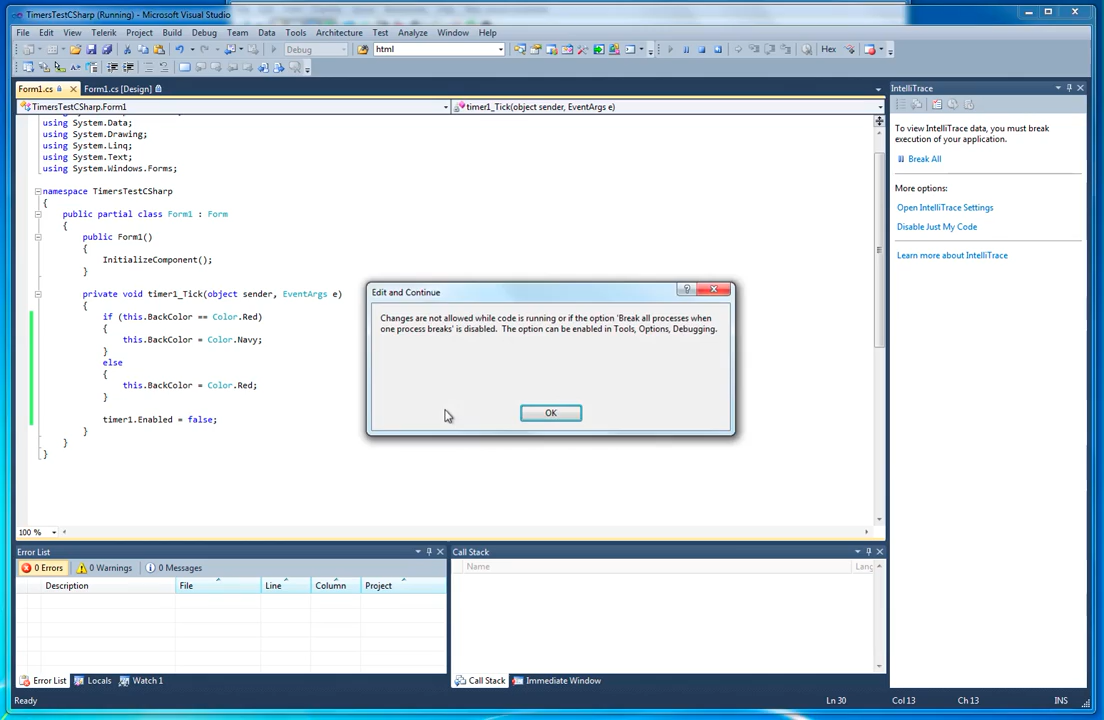 TimersTestCSharp (Running) - Microsoft Visual Studio
File Edit View Telerik Project Build Debug Team Data Tools Architecture Test Analyze Window Help
Debug html Hex
Form1.cs Form1.cs [Design]
TimersTestCSharp.Form1 timer1_Tick(object sender, EventArgs e)
using System.Data;
using System.Drawing;
using System.Linq;
using System.Text;
using System.Windows.Forms;
namespace TimersTestCSharp
{
public partial class Form1 : Form
{
public Form1()
{
InitializeComponent();
}
private void timer1_Tick(object sender, EventArgs e)
{
if (this.BackColor == Color.Red)
{
this.BackColor = Color.Navy;
}
else
{
this.BackColor = Color.Red;
}
timer1.Enabled = false;
}
}
}
100 %
Edit and Continue
Changes are not allowed while code is running or if the option 'Break all processes when
one process breaks' is disabled. The option can be enabled in Tools, Options, Debugging.
OK
IntelliTrace
To view IntelliTrace data, you must break
execution of your application.
Break All
More options:
Open IntelliTrace Settings
Disable Just My Code
Learn more about IntelliTrace
Error List
0 Errors 0 Warnings 0 Messages
Description File Line Column Project
Error List Locals Watch 1
Call Stack
Name Lang
Call Stack Immediate Window
Ready Ln 30 Col 13 Ch 13 INS